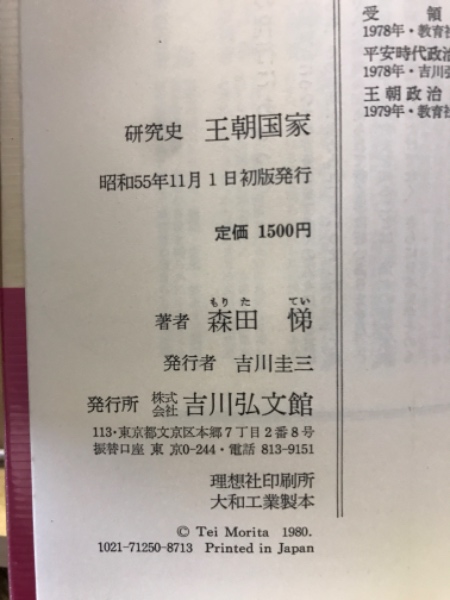 受領
1978年・教育社
平安時代政治
1978年・吉川弘
王朝政治
1979年・教育社
研究史 王朝国家
昭和55年11月1日初版発行
定価 1500円
もりた てい
著者 森田 悌
発行者 吉川圭三
発行所 株式会社 吉川弘文館
113・東京都文京区本郷7丁目2番8号
振替口座 東京0-244・電話 813-9151
理想社印刷所
大和工業製本
© Tei Morita 1980.
1021-71250-8713 Printed in Japan